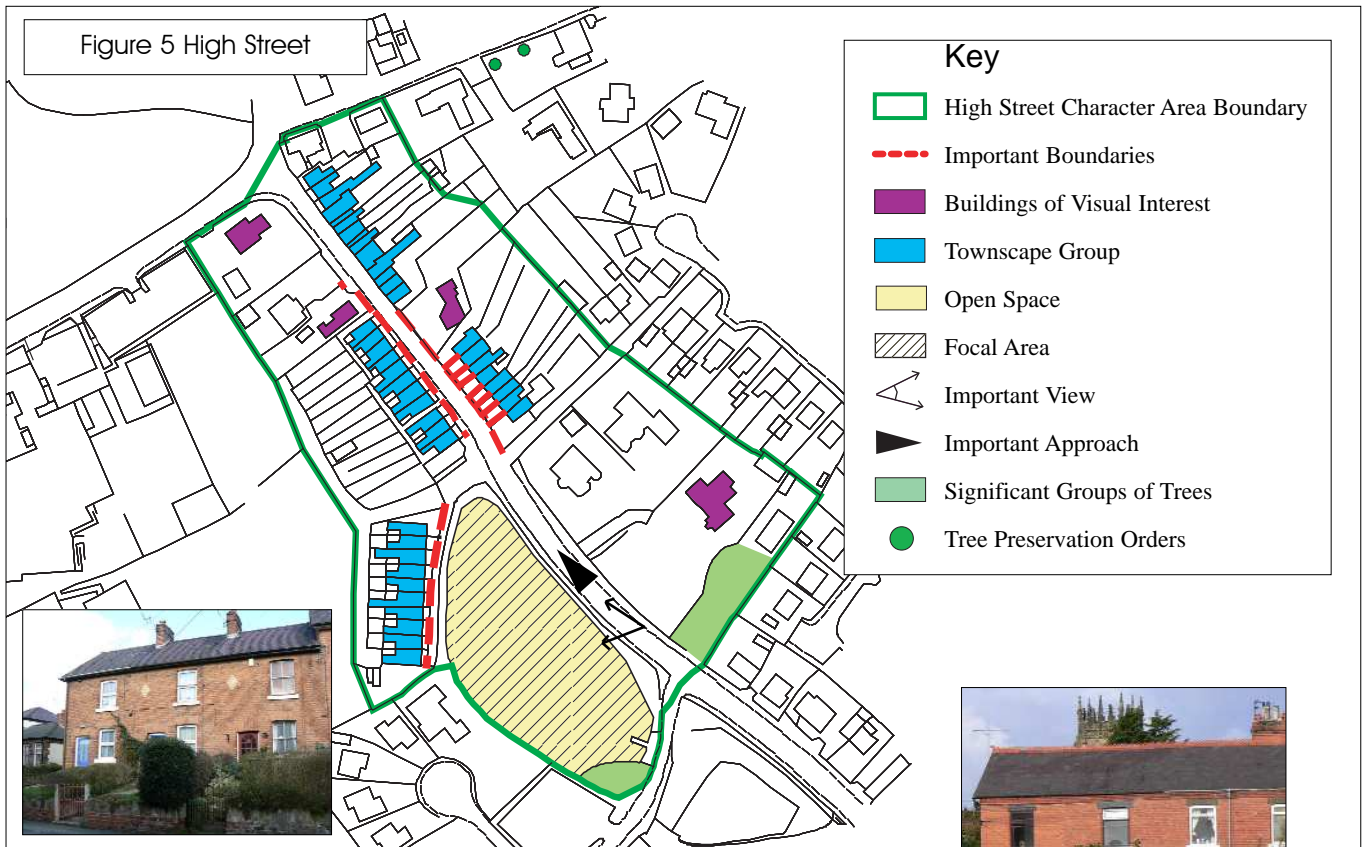 Figure 5 High Street
Key
High Street Character Area Boundary
Important Boundaries
Buildings of Visual Interest
Townscape Group
Open Space
Focal Area
Important View
Important Approach
Significant Groups of Trees
Tree Preservation Orders